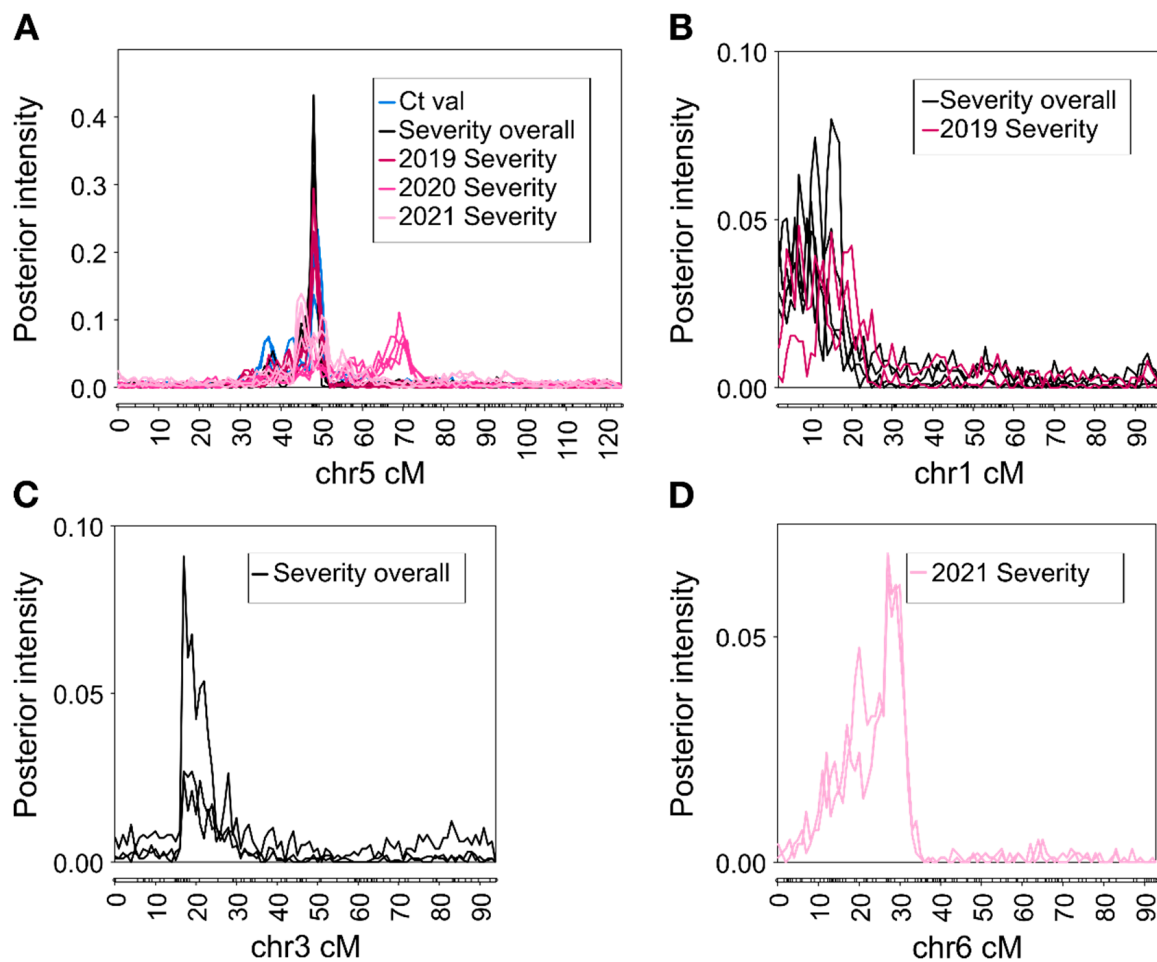 A
Posterior intensity
0.4
0.3
0.2
0.1
0.0
Ct val
Severity overall
2019 Severity
2020 Severity
2021 Severity
0 10 20 30 40 50 60 70 80 90 100 110 120
chr5 cM
B
Posterior intensity
0.10
0.05
0.00
Severity overall
2019 Severity
10 20 30 40 50 60 70 80 90
chr1 cM
C
Posterior intensity
0.10
0.05
0.00
Severity overall
0 10 20 30 40 50 60 70 80 90
chr3 cM
D
Posterior intensity
0.05
0.00
2021 Severity
0 10 20 30 40 50 60 70 80 90
chr6 cM